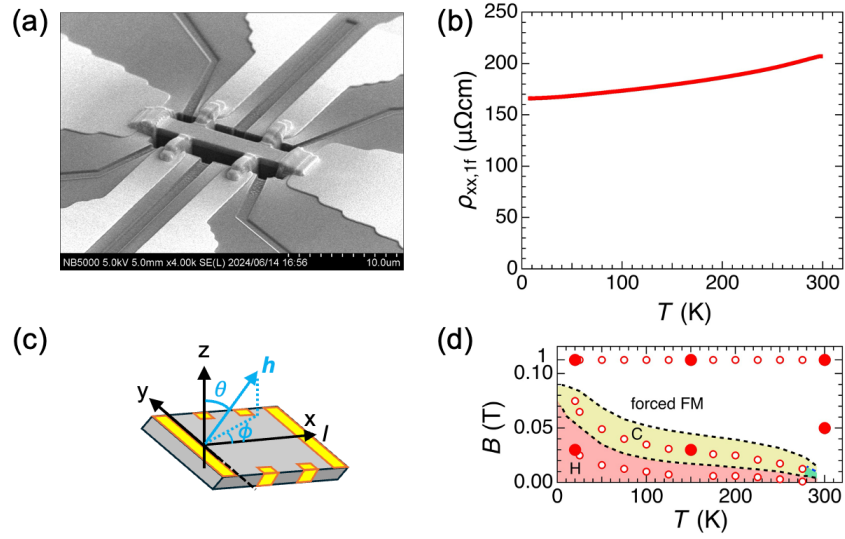 (a)
NB5000 5.0kV 5.0mm x4.00k SE(L) 2024/06/14 16:56 10.0um
(b)
250
200
150
100
50
0
ρxx,1f (μΩcm)
0 100 200 300
T (K)
(c)
z
h
y
θ
x
I
ϕ
(d)
1
0.10
0.05
0.00
B (T)
forced FM
C
H
0 100 200 300
T (K)